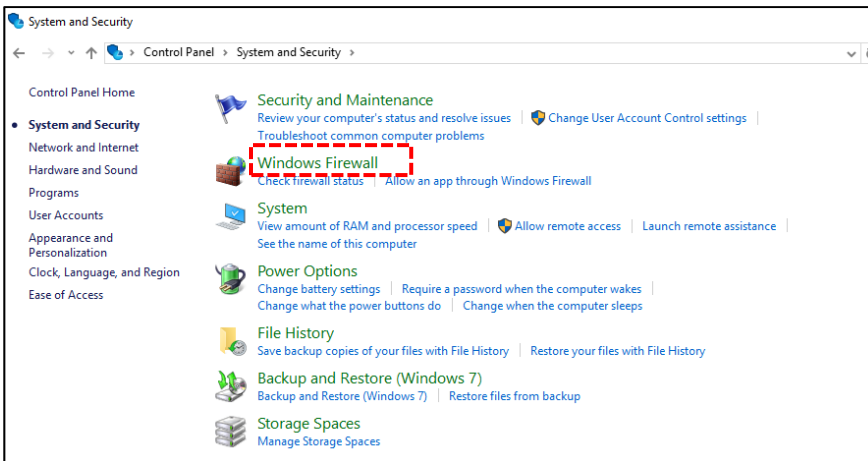 System and Security
Control Panel > System and Security >
Control Panel Home
System and Security
Network and Internet
Hardware and Sound
Programs
User Accounts
Appearance and
Personalization
Clock, Language, and Region
Ease of Access
Security and Maintenance
Review your computer's status and resolve issues | Change User Account Control settings |
Troubleshoot common computer problems
Windows Firewall
Check firewall status | Allow an app through Windows Firewall
System
View amount of RAM and processor speed | Allow remote access | Launch remote assistance |
See the name of this computer
Power Options
Change battery settings | Require a password when the computer wakes |
Change what the power buttons do | Change when the computer sleeps
File History
Save backup copies of your files with File History | Restore your files with File History
Backup and Restore (Windows 7)
Backup and Restore (Windows 7) | Restore files from backup
Storage Spaces
Manage Storage Spaces